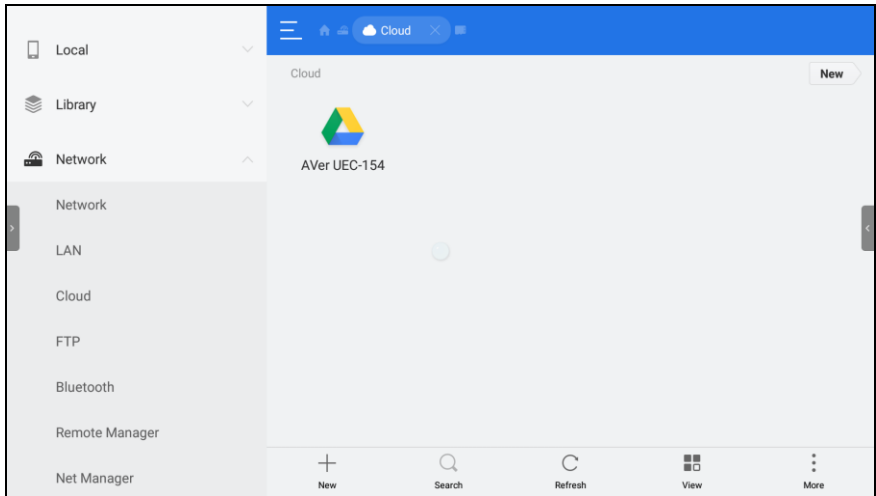 Local
Library
Network
Network
LAN
Cloud
FTP
Bluetooth
Remote Manager
Net Manager
Cloud
Cloud
New
AVer UEC-154
New
Search
Refresh
View
More